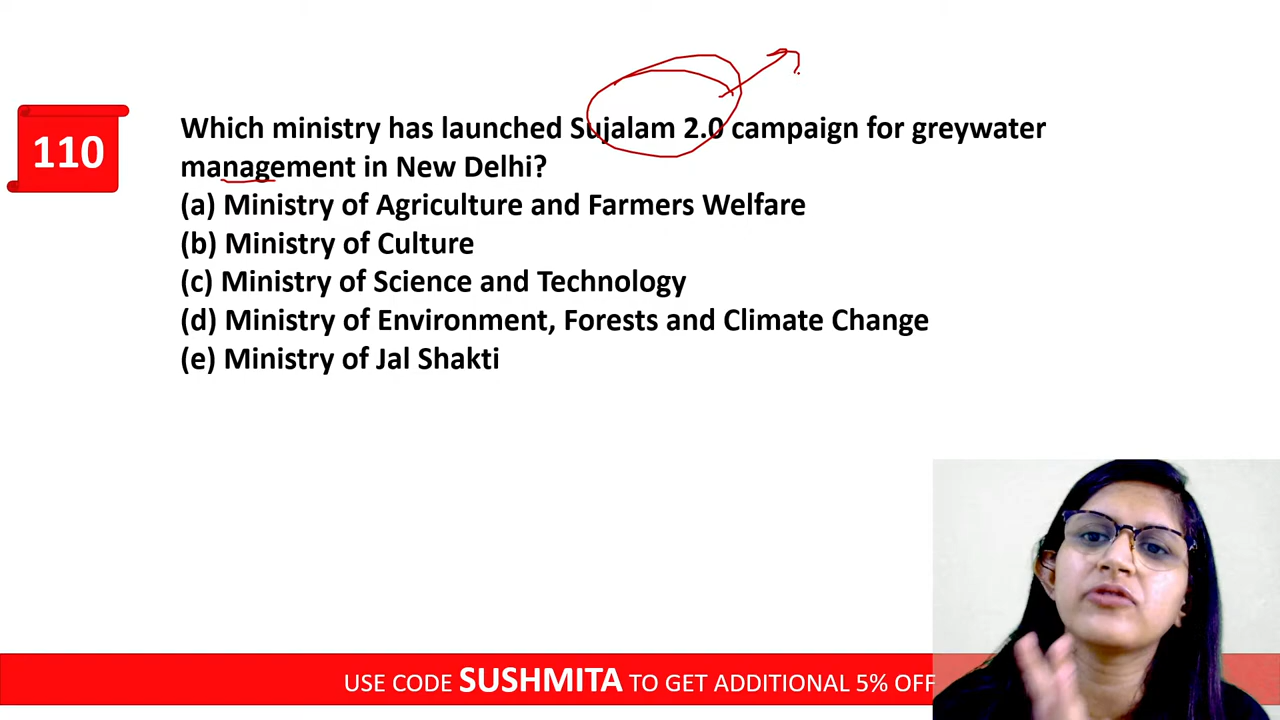 110
Which ministry has launched Sujalam 2.0 campaign for greywater
management in New Delhi?
(a) Ministry of Agriculture and Farmers Welfare
(b) Ministry of Culture
(c) Ministry of Science and Technology
(d) Ministry of Environment, Forests and Climate Change
(e) Ministry of Jal Shakti
USE CODE SUSHMITA TO GET ADDITIONAL 5% OFF